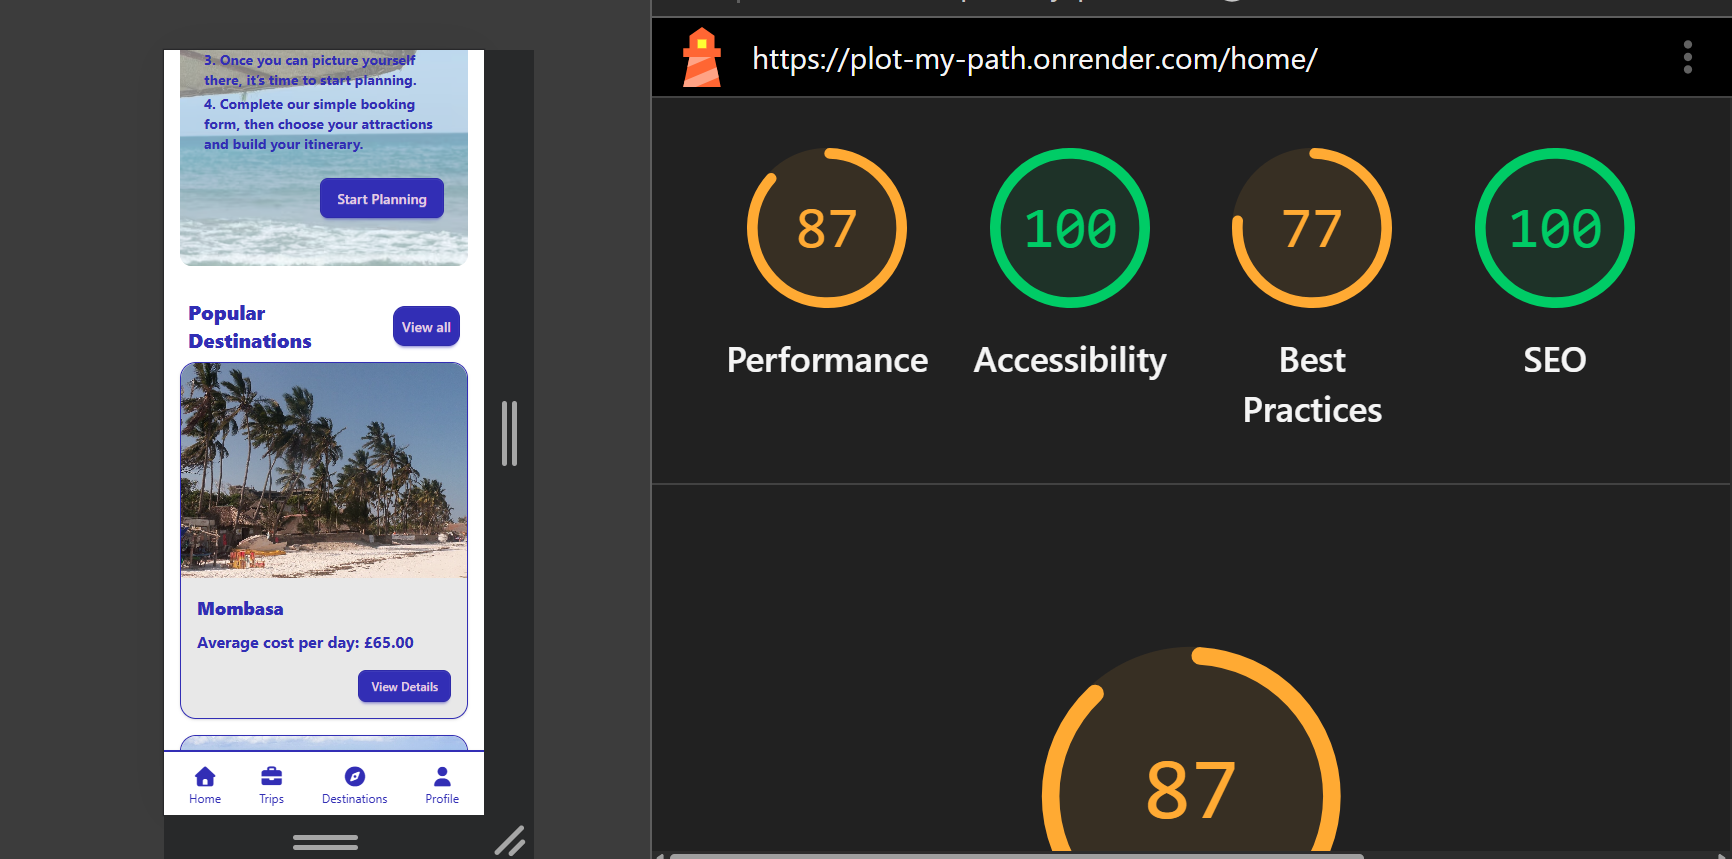 3. Once you can picture yourself
there, it's time to start planning.
4. Complete our simple booking
form, then choose your attractions
and build your itinerary.
Start Planning
Popular
Destinations
View all
Mombasa
Average cost per day: £65.00
View Details
Home
Trips
Destinations
Profile
https://plot-my-path.onrender.com/home/
87
100
77
100
Performance
Accessibility
Best
Practices
SEO
87